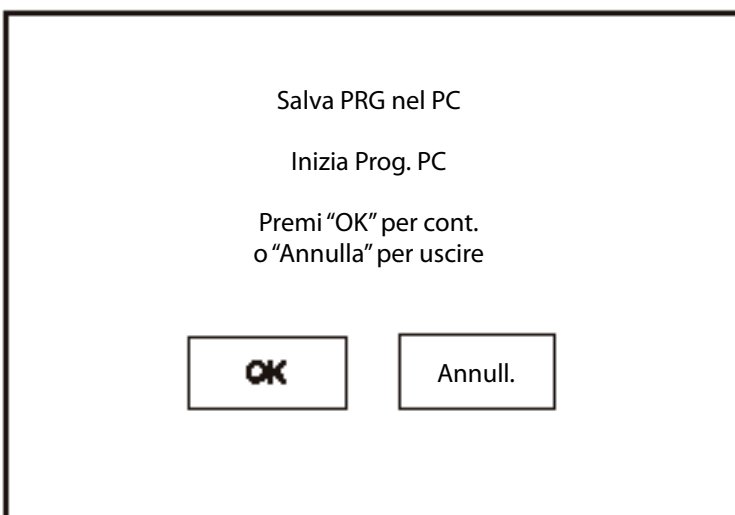 Salva PRG nel PC
Inizia Prog. PC
Premi “OK” per cont.
o “Annulla” per uscire
OK
Annull.